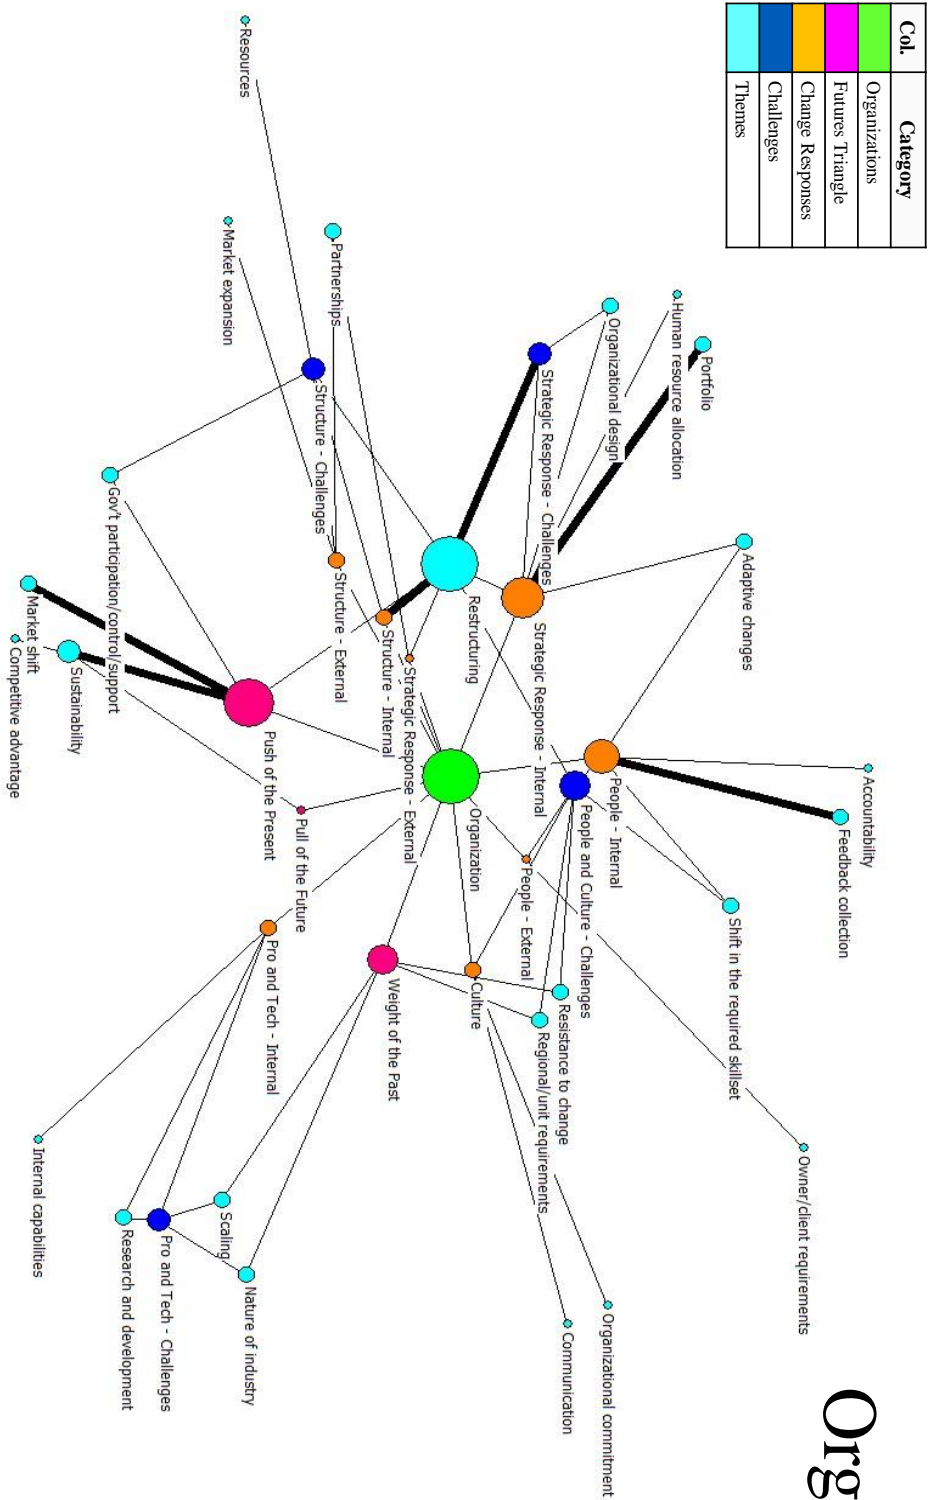 Org
Col. Category
Organizations
Futures Triangle
Change Responses
Challenges
Themes
Accountability
Feedback collection
Owner/client requirements
Adaptive changes
Shift in the required skillset
Portfolio
Human resource allocation
Organizational design
People - Internal
People and Culture - Challenges
Organizational commitment
Communication
Strategic Response - Challenges
Strategic Response - Internal
People - External
Resistance to change
Regional/unit requirements
Restructuring
Organization
Culture
Strategic Response - External
Weight of the Past
Structure - Internal
Partnerships
Structure - External
Structure - Challenges
Pull of the Future
Resources
Market expansion
Push of the Present
Pro and Tech - Internal
Nature of industry
Scaling
Pro and Tech - Challenges
Research and development
Gov't participation/control/support
Sustainability
Market shift
Competitive advantage
Internal capabilities